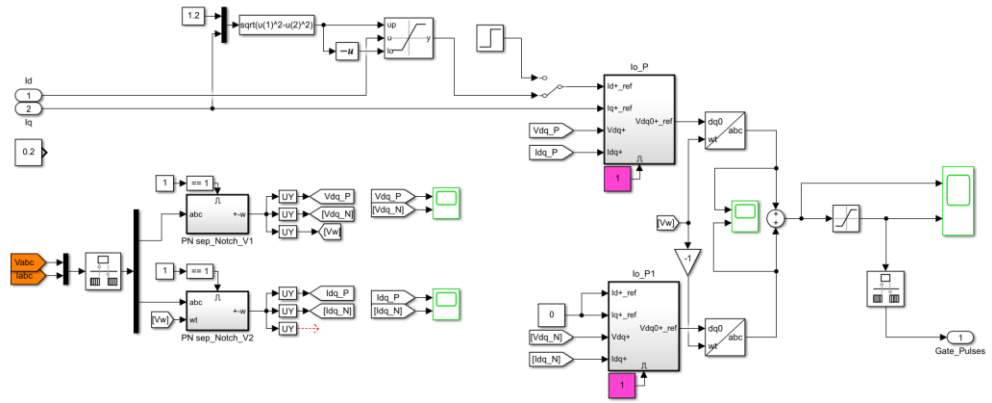 1.2
sqrt(u(1)^2-u(2)^2)
-u
up
u
lo
y
Id
1
2
Iq
0.2
Io_P
Id+_ref
Iq+_ref
Vdq+
Idq+
Vdq0+_ref
Vdq_P
Idq_P
1
dq0
wt
abc
1
== 1
abc
+-w
PN sep_Notch_V1
UY
UY
UY
Vdq_P
[Vdq_N]
[Vw]
Vdq_P
[Vdq_N]
[Vw]
+
+
-1
Vabc
Iabc
1
== 1
abc
wt
+-w
[Vw]
PN sep_Notch_V2
UY
UY
UY
Idq_P
[Idq_N]
Idq_P
[Idq_N]
Io_P1
Id+_ref
Iq+_ref
Vdq+
Idq+
Vdq0+_ref
0
[Vdq_N]
[Idq_N]
1
dq0
wt
abc
1
Gate_Pulses